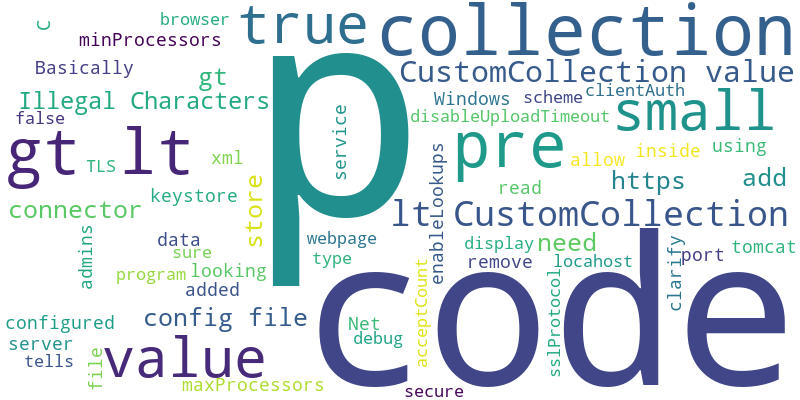 C
browser
true
collection
minProcessors
Basically
gt
CustomCollection value
Illegal Characters
Windows
scheme
clientAuth
small
false
p
service
disableUploadTimeout
gt
lt
TLS
xml
pre
allow
inside
using
keystore
store
enableLookups
read
https
add
connector
lt CustomCollection
admins
data
webpage
display
need
tomcat
sure
type
remove
locahost
clarify
port
program
looking
added
code
configured
config file
Net
debug
acceptCount
sslProtocol
server
tells
file
value
maxProcessors
secure